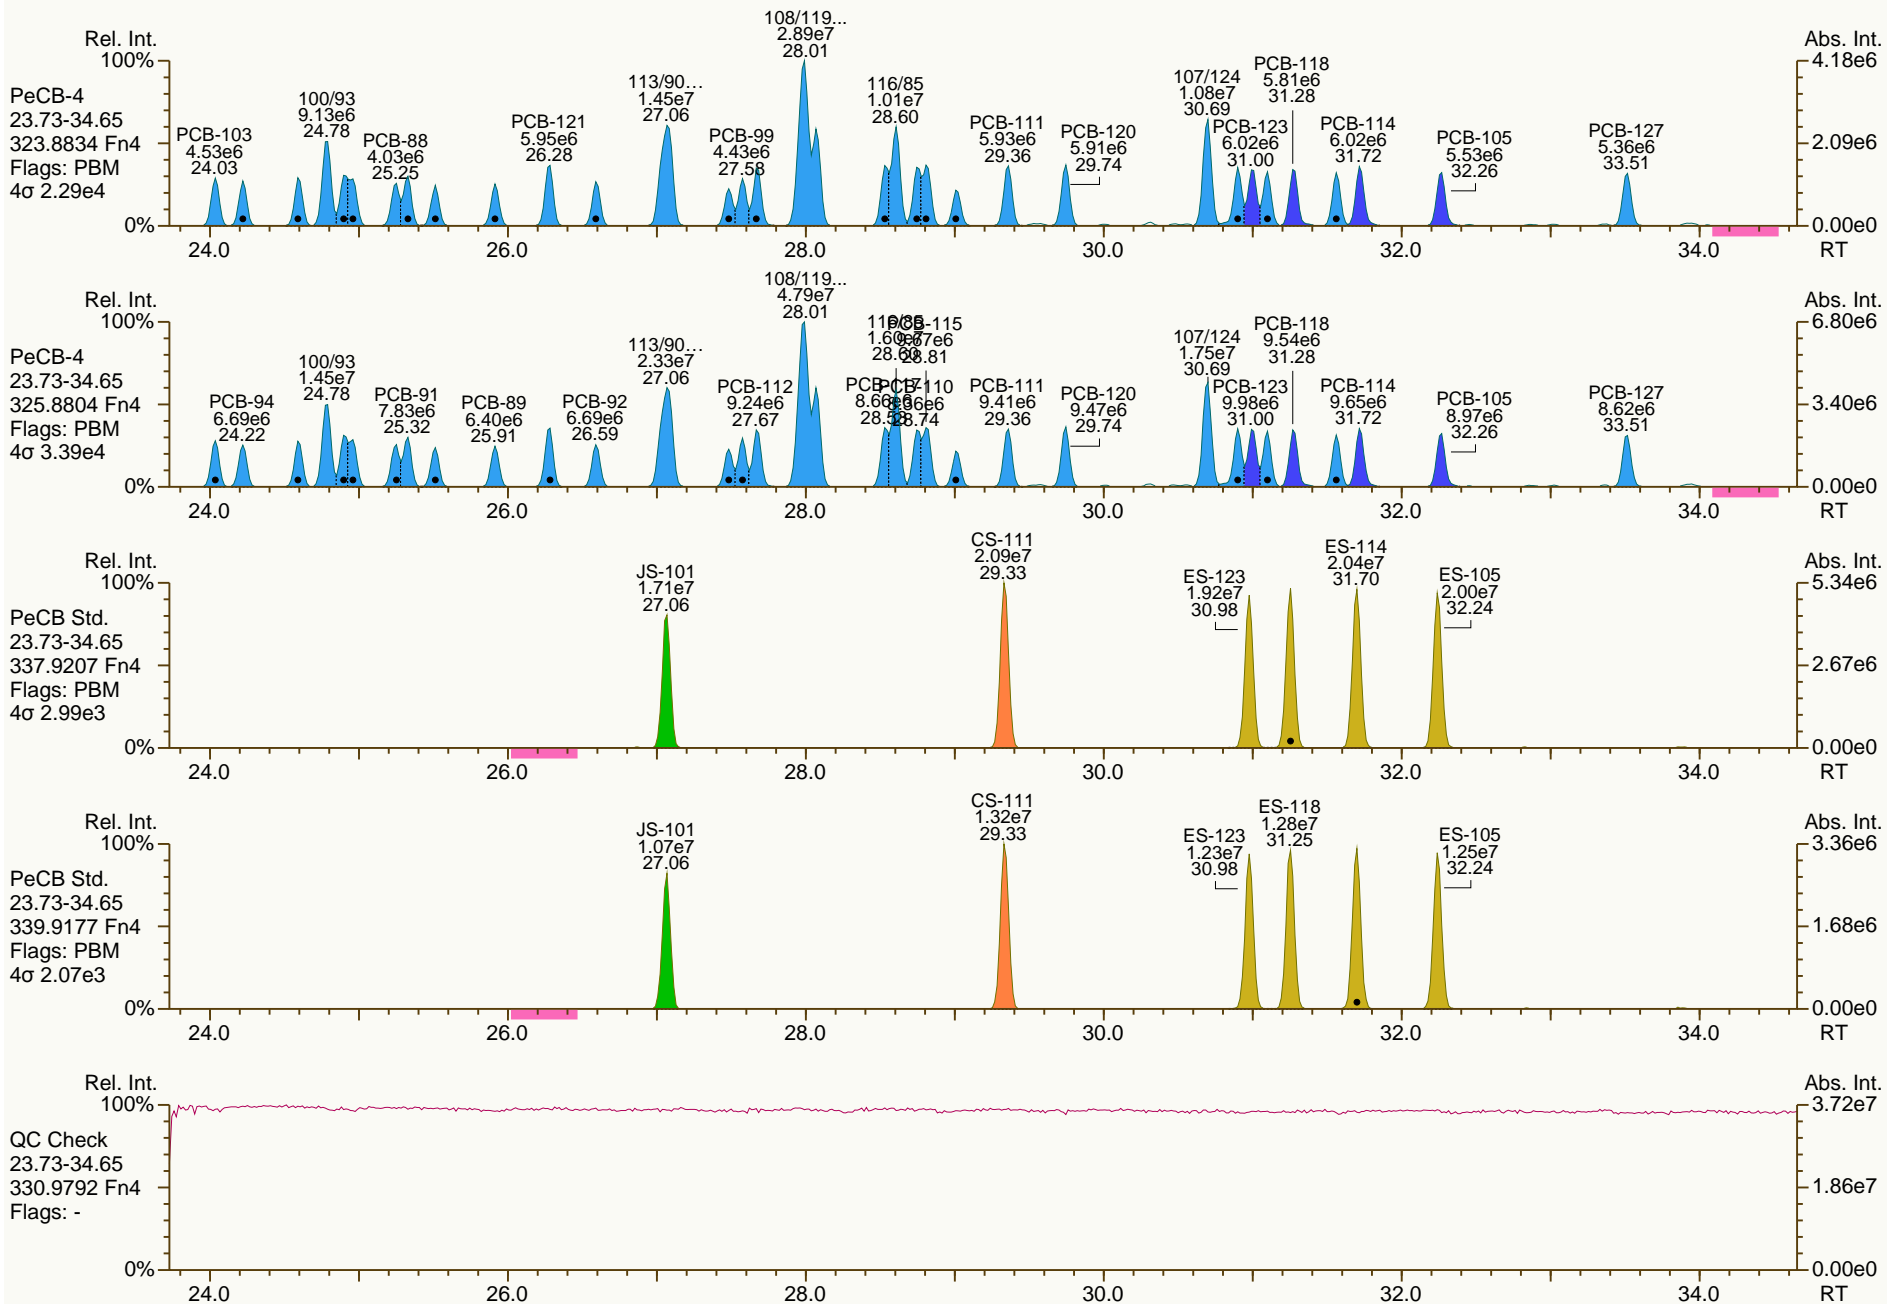 Rel. Int.
100%
0%
PeCB-4
23.73-34.65
323.8834 Fn4
Flags: PBM
4σ 2.29e4
PCB-103
4.53e6
24.03
100/93
9.13e6
24.78
PCB-88
4.03e6
25.25
PCB-121
5.95e6
26.28
113/90...
1.45e7
27.06
PCB-99
4.43e6
27.58
108/119...
2.89e7
28.01
116/85
1.01e7
28.60
PCB-111
5.93e6
29.36
PCB-120
5.91e6
29.74
107/124
1.08e7
30.69
PCB-123
6.02e6
31.00
PCB-118
5.81e6
31.28
PCB-114
6.02e6
31.72
PCB-105
5.53e6
32.26
PCB-127
5.36e6
33.51
Abs. Int.
4.18e6
2.09e6
0.00e0
24.0 26.0 28.0 30.0 32.0 34.0 RT
Rel. Int.
100%
0%
PeCB-4
23.73-34.65
325.8804 Fn4
Flags: PBM
4σ 3.39e4
PCB-94
6.69e6
24.22
100/93
1.45e7
24.78
PCB-91
7.83e6
25.32
PCB-89
6.40e6
25.91
PCB-92
6.69e6
26.59
113/90...
2.33e7
27.06
PCB-112
9.24e6
27.67
108/119...
4.79e7
28.01
28.81
28.74
PCB-111
9.41e6
29.36
PCB-120
9.47e6
29.74
107/124
1.75e7
30.69
PCB-123
9.98e6
31.00
PCB-118
9.54e6
31.28
PCB-114
9.65e6
31.72
PCB-105
8.97e6
32.26
PCB-127
8.62e6
33.51
Abs. Int.
6.80e6
3.40e6
0.00e0
24.0 26.0 28.0 30.0 32.0 34.0 RT
Rel. Int.
100%
0%
PeCB Std.
23.73-34.65
337.9207 Fn4
Flags: PBM
4σ 2.99e3
JS-101
1.71e7
27.06
CS-111
2.09e7
29.33
ES-123
1.92e7
30.98
ES-114
2.04e7
31.70
ES-105
2.00e7
32.24
Abs. Int.
5.34e6
2.67e6
0.00e0
24.0 26.0 28.0 30.0 32.0 34.0 RT
Rel. Int.
100%
0%
PeCB Std.
23.73-34.65
339.9177 Fn4
Flags: PBM
4σ 2.07e3
JS-101
1.07e7
27.06
CS-111
1.32e7
29.33
ES-123
1.23e7
30.98
ES-118
1.28e7
31.25
ES-105
1.25e7
32.24
Abs. Int.
3.36e6
1.68e6
0.00e0
24.0 26.0 28.0 30.0 32.0 34.0 RT
Rel. Int.
100%
0%
QC Check
23.73-34.65
330.9792 Fn4
Flags: -
Abs. Int.
3.72e7
1.86e7
0.00e0
24.0 26.0 28.0 30.0 32.0 34.0 RT